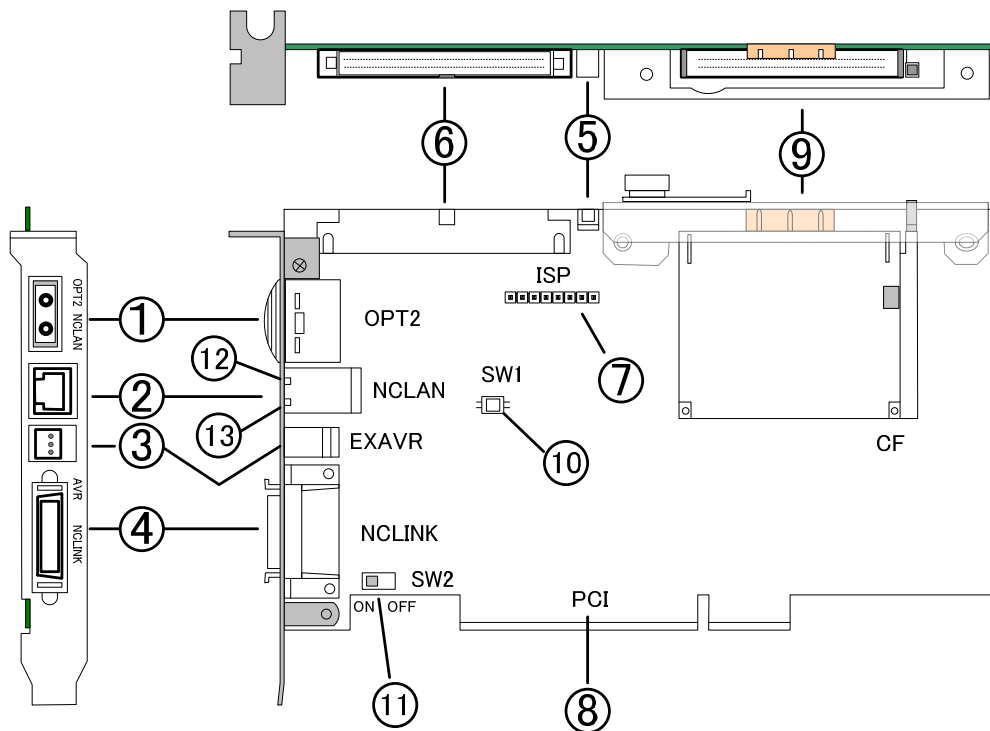 ⑥
⑤
⑨
ISP
OPT2 NCLAN
①
OPT2
⑫
SW1
⑦
②
NCLAN
⑬
③
EXAVR
⑩
CF
AVR NCLINK
④
NCLINK
SW2
ON OFF
PCI
⑪
⑧